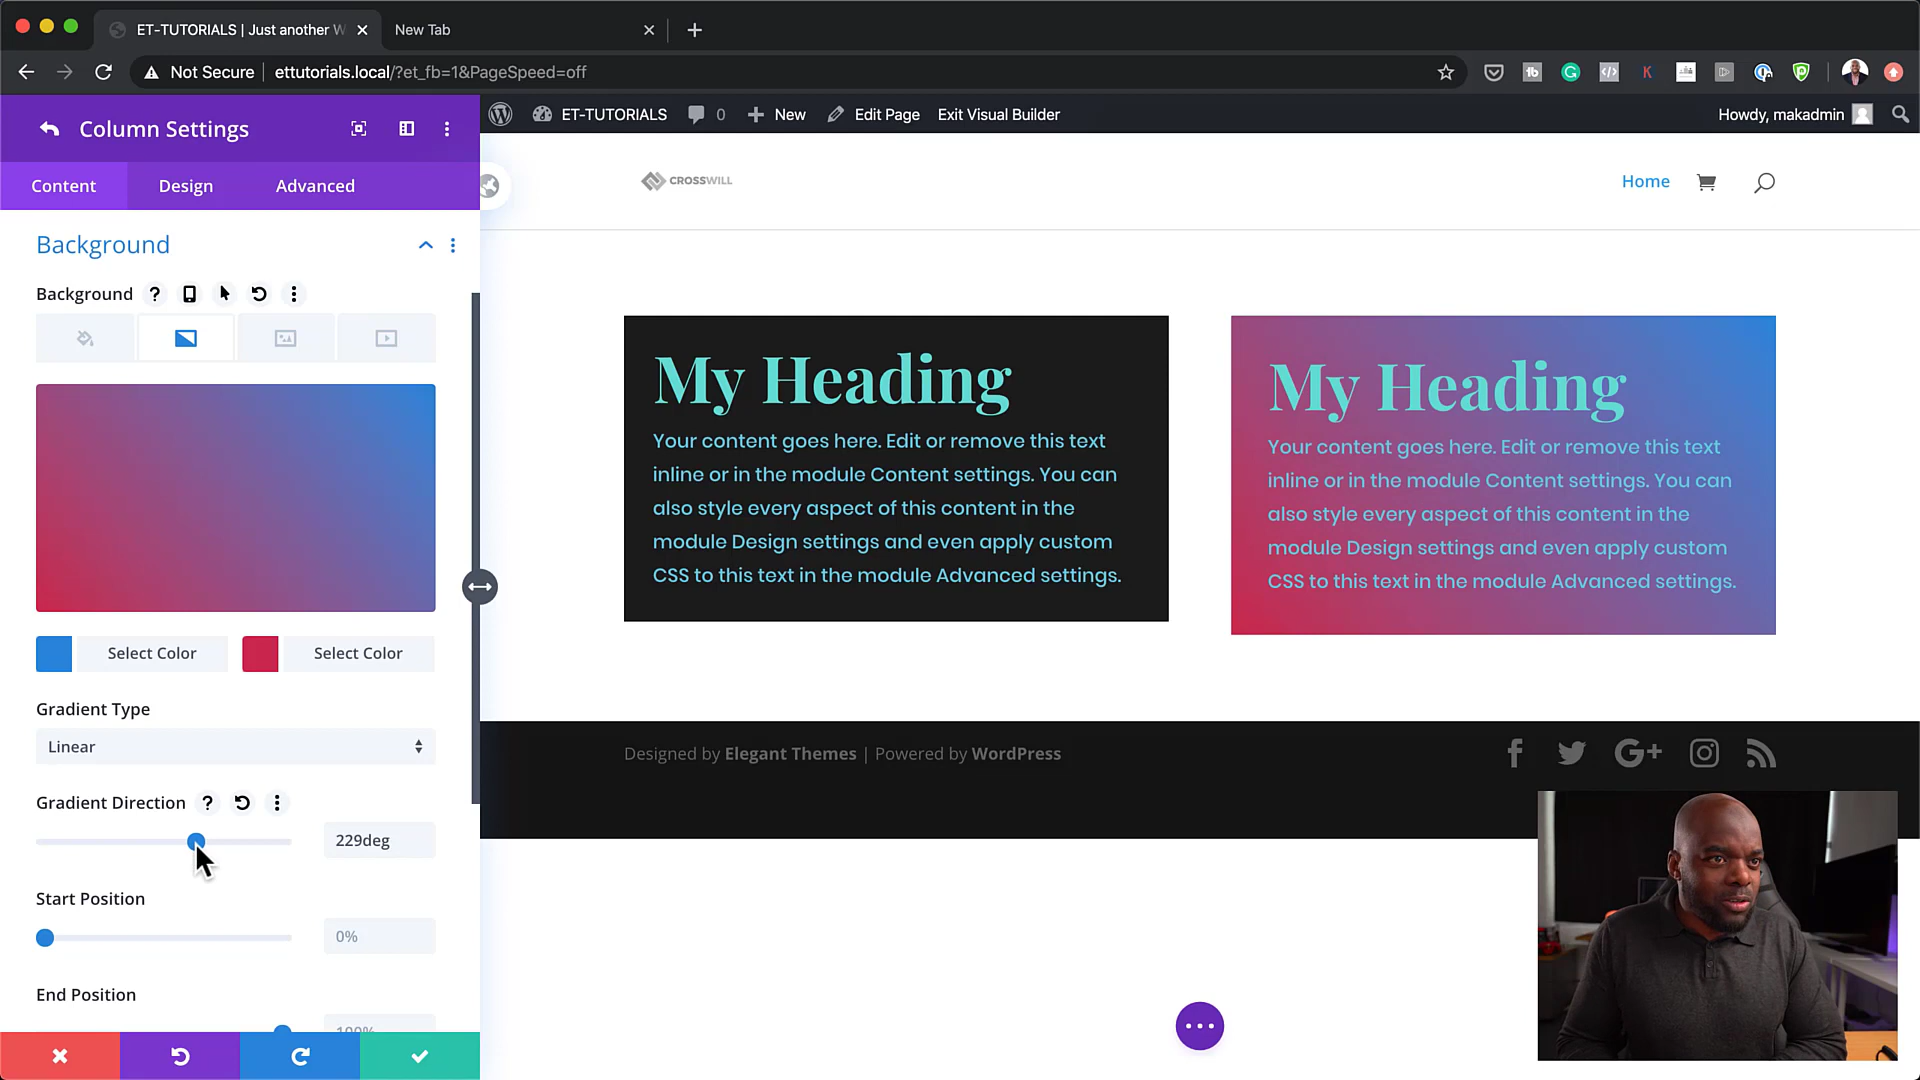 ET-TUTORIALS | Just another W
New Tab
Not Secure
ettutorials.local/?et_fb=1&PageSpeed=off
Column Settings
ET-TUTORIALS
0
New
Edit Page
Exit Visual Builder
Howdy, makadmin
Content
Design
Advanced
CROSSWILL
Home
Background
Background
?
Select Color
Select Color
Gradient Type
Linear
Gradient Direction
?
229deg
Start Position
0%
End Position
100%
My Heading
Your content goes here. Edit or remove this text
inline or in the module Content settings. You can
also style every aspect of this content in the
module Design settings and even apply custom
CSS to this text in the module Advanced settings.
My Heading
Your content goes here. Edit or remove this text
inline or in the module Content settings. You can
also style every aspect of this content in the
module Design settings and even apply custom
CSS to this text in the module Advanced settings.
Designed by Elegant Themes | Powered by WordPress